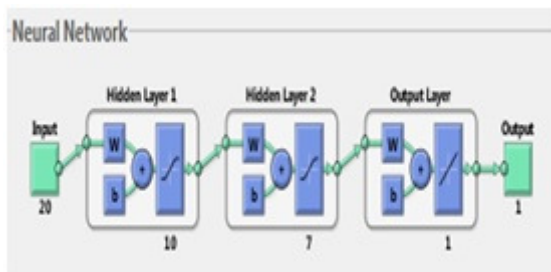 Neural Network
Hidden Layer 1 Hidden Layer 2 Output Layer
Input Output
W W W
+ + +
b b b
20 1
10 7 1